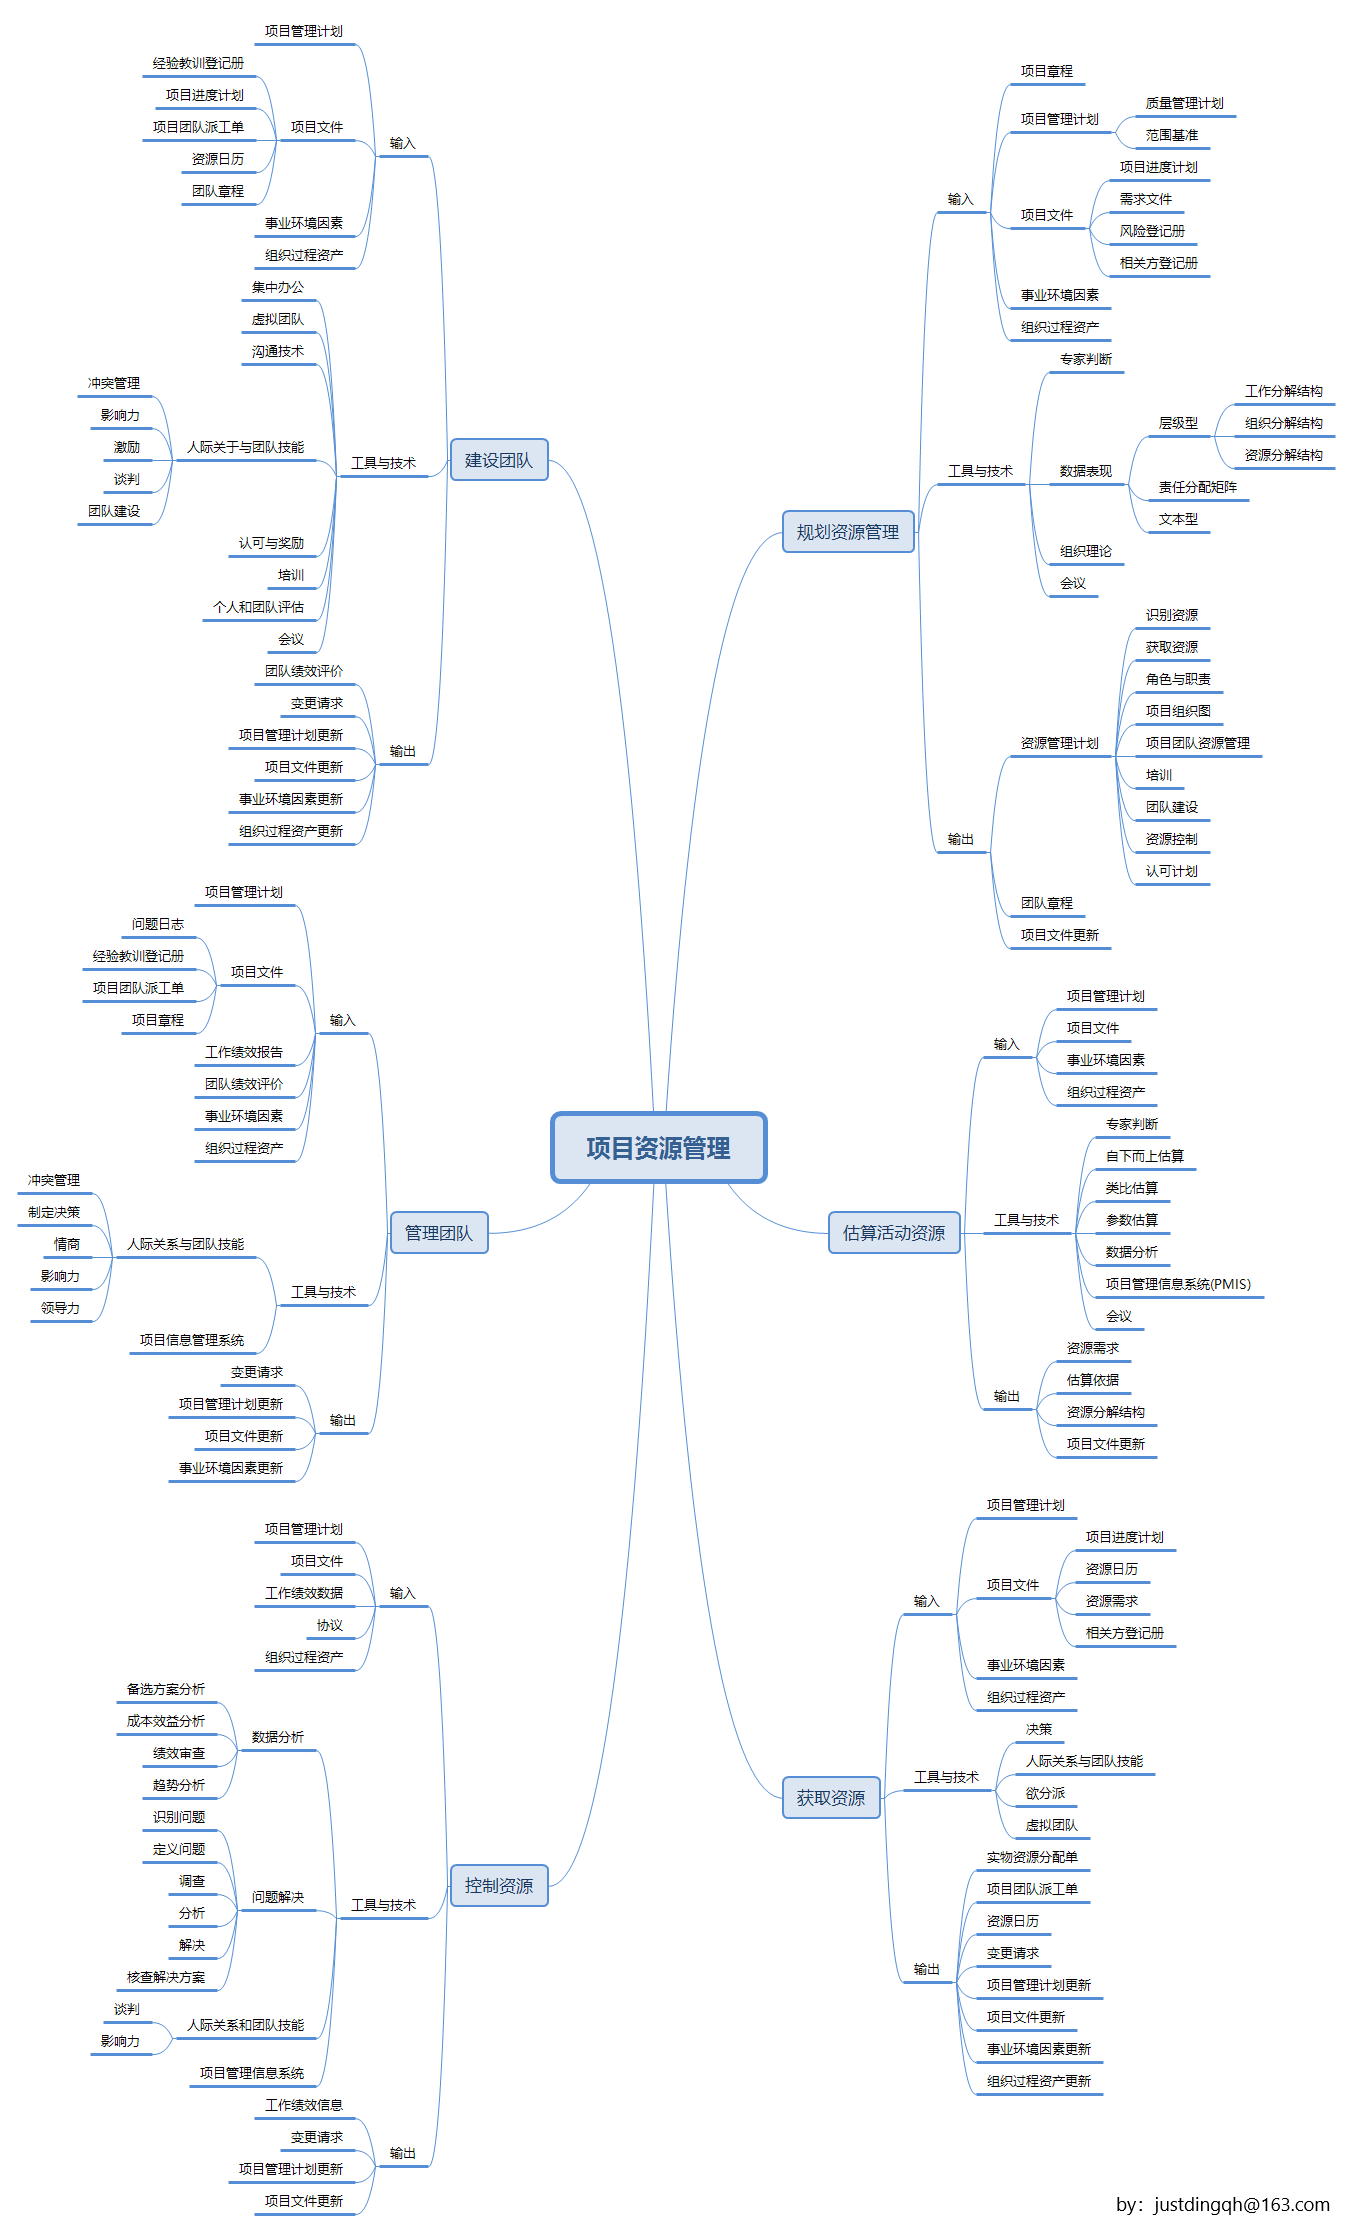 项目资源管理
规划资源管理
输入
项目章程
项目管理计划
质量管理计划
范围基准
项目文件
项目进度计划
需求文件
风险登记册
相关方登记册
事业环境因素
组织过程资产
工具与技术
专家判断
数据表现
层级型
工作分解结构
组织分解结构
资源分解结构
责任分配矩阵
文本型
组织理论
会议
输出
资源管理计划
识别资源
获取资源
角色与职责
项目组织图
项目团队资源管理
培训
团队建设
资源控制
认可计划
团队章程
项目文件更新
估算活动资源
输入
项目管理计划
项目文件
事业环境因素
组织过程资产
工具与技术
专家判断
自下而上估算
类比估算
参数估算
数据分析
项目管理信息系统(PMIS)
会议
输出
资源需求
估算依据
资源分解结构
项目文件更新
获取资源
输入
项目管理计划
项目文件
项目进度计划
资源日历
资源需求
相关方登记册
事业环境因素
组织过程资产
工具与技术
决策
人际关系与团队技能
欲分派
虚拟团队
输出
实物资源分配单
项目团队派工单
资源日历
变更请求
项目管理计划更新
项目文件更新
事业环境因素更新
组织过程资产更新
建设团队
输入
项目管理计划
项目文件
经验教训登记册
项目进度计划
项目团队派工单
资源日历
团队章程
事业环境因素
组织过程资产
工具与技术
集中办公
虚拟团队
沟通技术
人际关于与团队技能
冲突管理
影响力
激励
谈判
团队建设
认可与奖励
培训
个人和团队评估
会议
输出
团队绩效评价
变更请求
项目管理计划更新
项目文件更新
事业环境因素更新
组织过程资产更新
管理团队
输入
项目管理计划
项目文件
问题日志
经验教训登记册
项目团队派工单
项目章程
工作绩效报告
团队绩效评价
事业环境因素
组织过程资产
工具与技术
人际关系与团队技能
冲突管理
制定决策
情商
影响力
领导力
项目信息管理系统
输出
变更请求
项目管理计划更新
项目文件更新
事业环境因素更新
控制资源
输入
项目管理计划
项目文件
工作绩效数据
协议
组织过程资产
工具与技术
数据分析
备选方案分析
成本效益分析
绩效审查
趋势分析
问题解决
识别问题
定义问题
调查
分析
解决
核查解决方案
人际关系和团队技能
谈判
影响力
项目管理信息系统
输出
工作绩效信息
变更请求
项目管理计划更新
项目文件更新
by：justdingqh@163.com